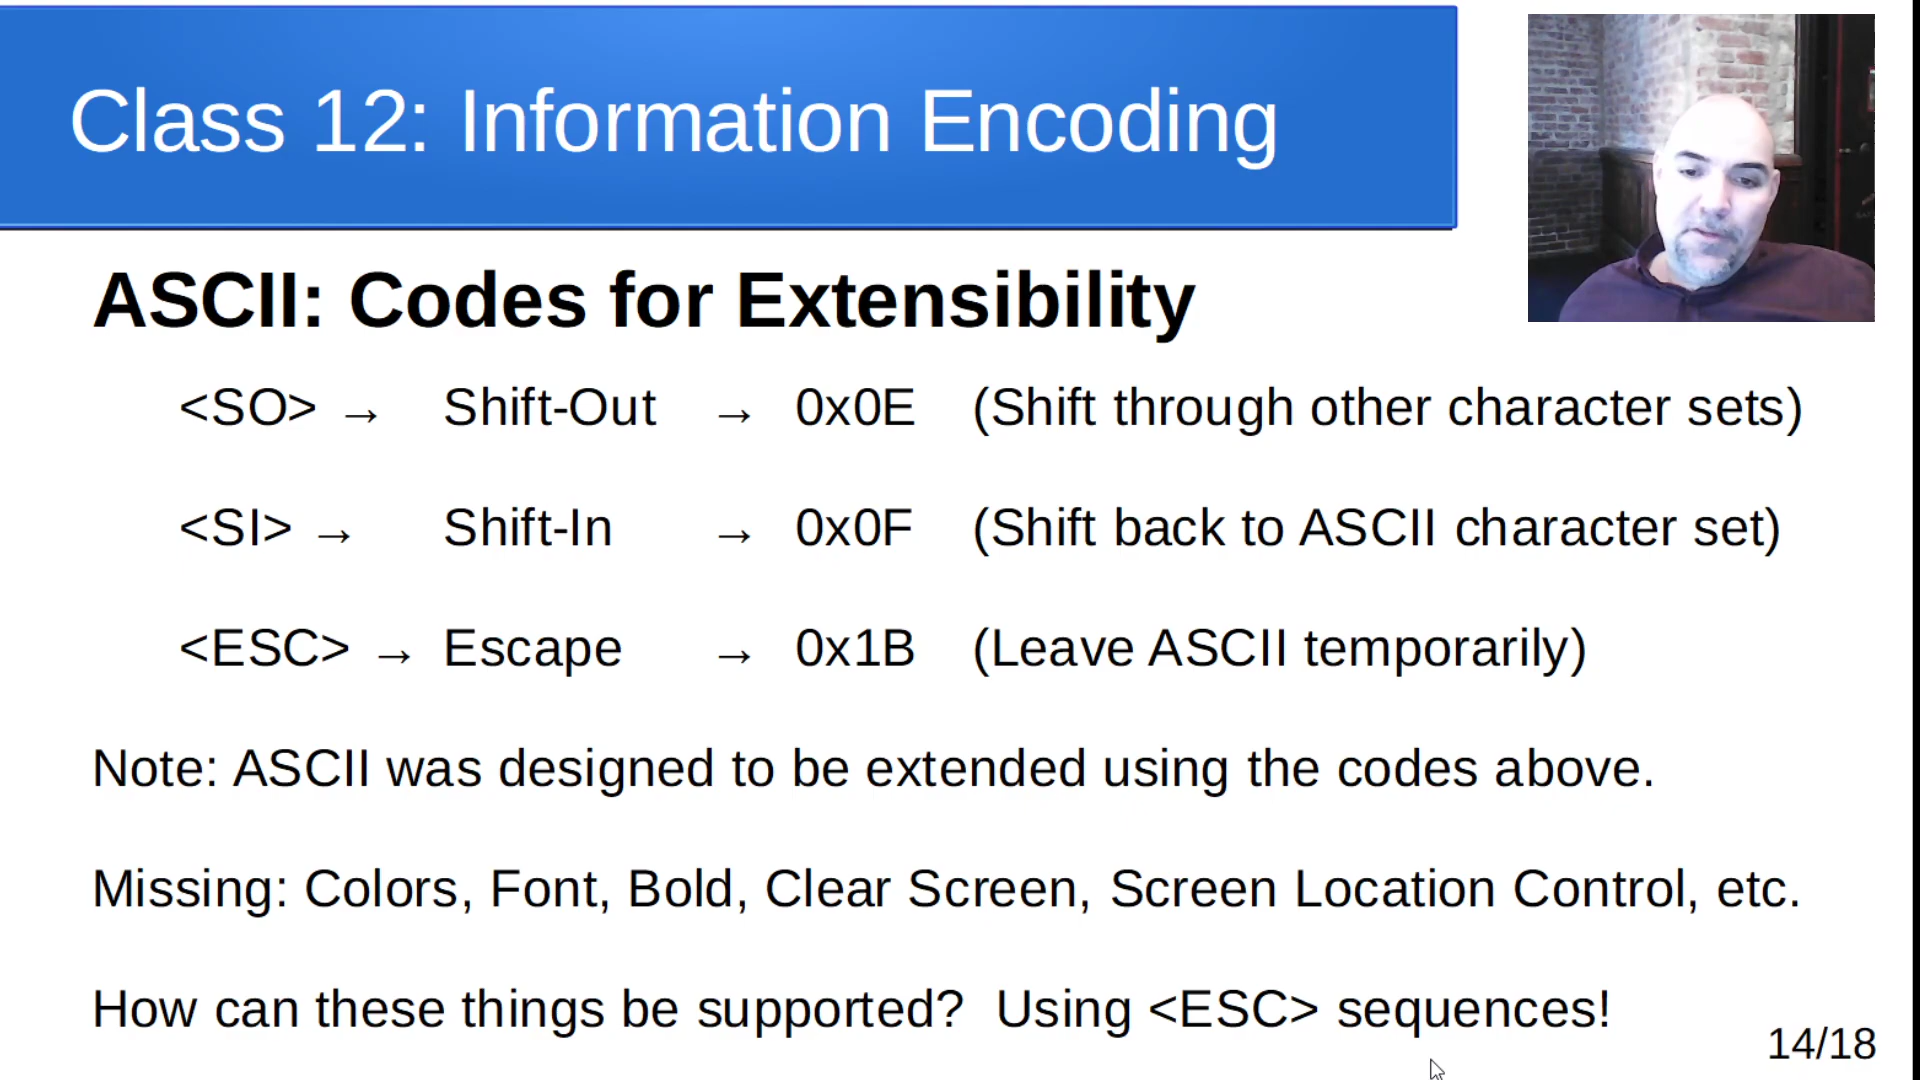 Class 12: Information Encoding
ASCII: Codes for Extensibility
<SO> → Shift-Out → 0x0E (Shift through other character sets)
<SI> → Shift-In → 0x0F (Shift back to ASCII character set)
<ESC> → Escape → 0x1B (Leave ASCII temporarily)
Note: ASCII was designed to be extended using the codes above.
Missing: Colors, Font, Bold, Clear Screen, Screen Location Control, etc.
How can these things be supported?  Using <ESC> sequences!
14/18